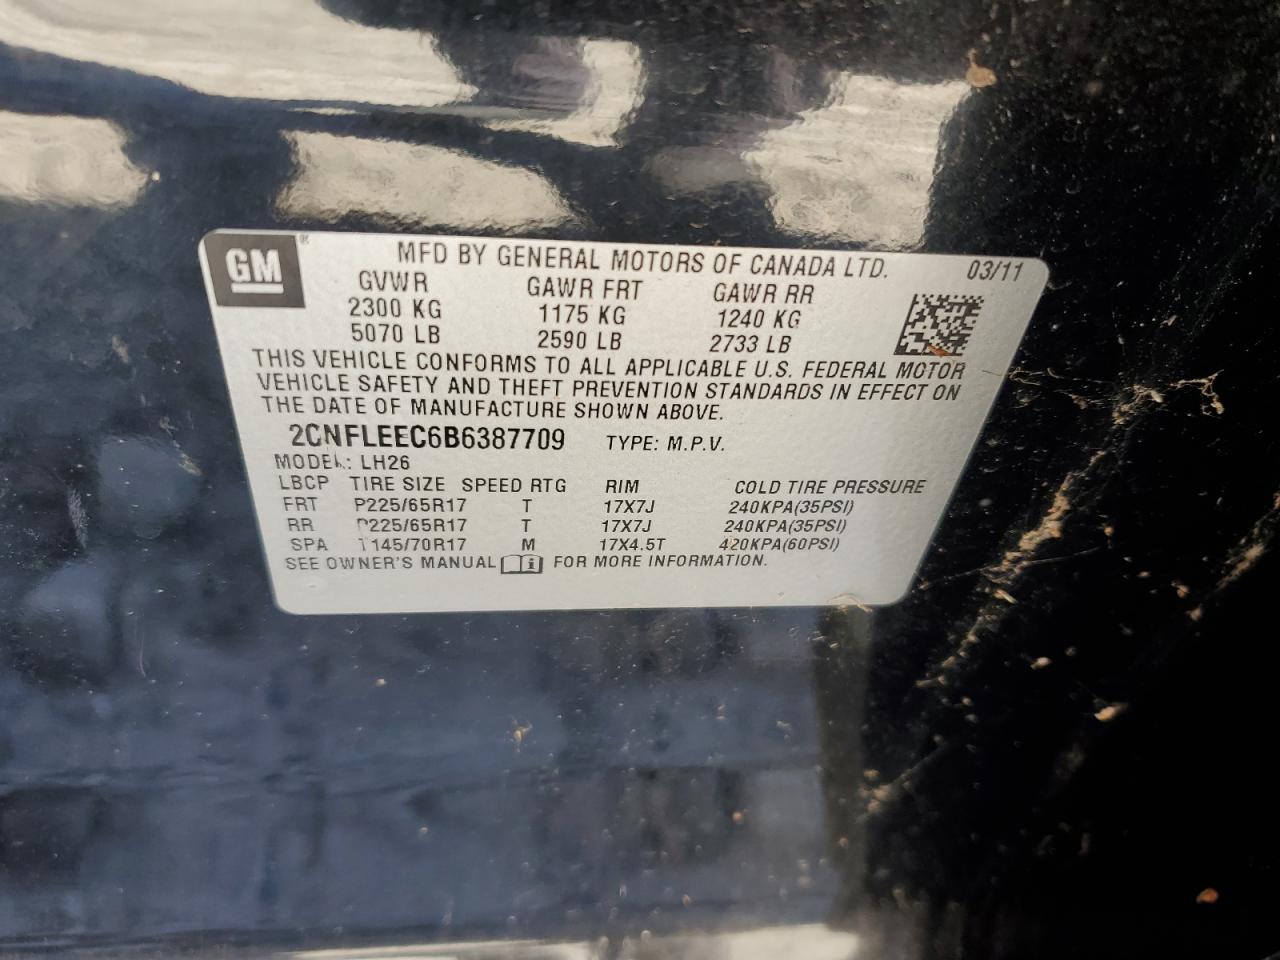 GM ® MFD BY GENERAL MOTORS OF CANADA LTD. 03/11
GVWR GAWR FRT GAWR RR
2300 KG 1175 KG 1240 KG
5070 LB 2590 LB 2733 LB
THIS VEHICLE CONFORMS TO ALL APPLICABLE U.S. FEDERAL MOTOR
VEHICLE SAFETY AND THEFT PREVENTION STANDARDS IN EFFECT ON
THE DATE OF MANUFACTURE SHOWN ABOVE.
2CNFLEEC6B6387709 TYPE: M.P.V.
MODEL: LH26
LBCP TIRE SIZE SPEED RTG RIM COLD TIRE PRESSURE
FRT P225/65R17 T 17X7J 240KPA(35PSI)
RR P225/65R17 T 17X7J 240KPA(35PSI)
SPA T145/70R17 M 17X4.5T 420KPA(60PSI)
SEE OWNER'S MANUAL i FOR MORE INFORMATION.